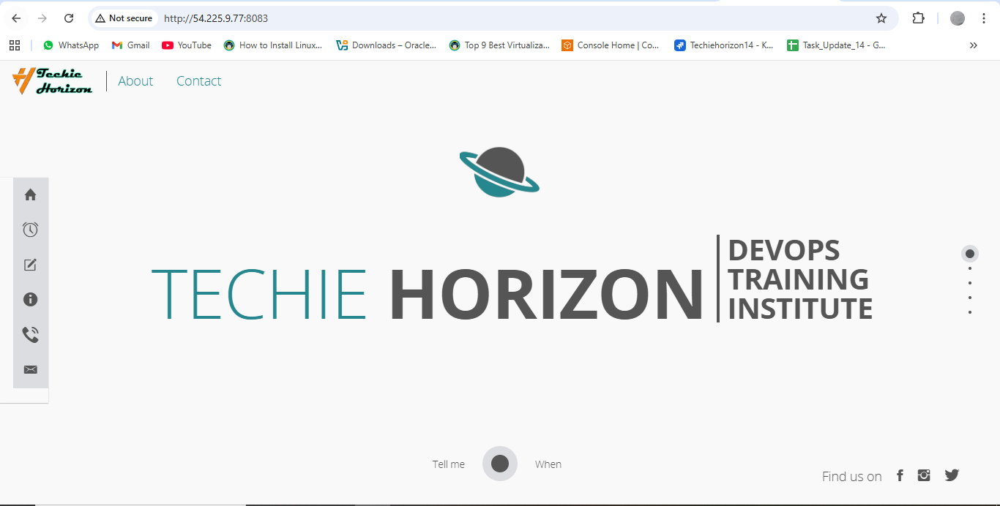 Not secure
http://54.225.9.77:8083
WhatsApp
Gmail
YouTube
How to Install Linux...
Downloads – Oracle...
Top 9 Best Virtualiza...
Console Home | Co...
Techiehorizon14 - K...
Task_Update_14 - G...
Techie
Horizon
About
Contact
TECHIE HORIZON
DEVOPS
TRAINING
INSTITUTE
Tell me
When
Find us on